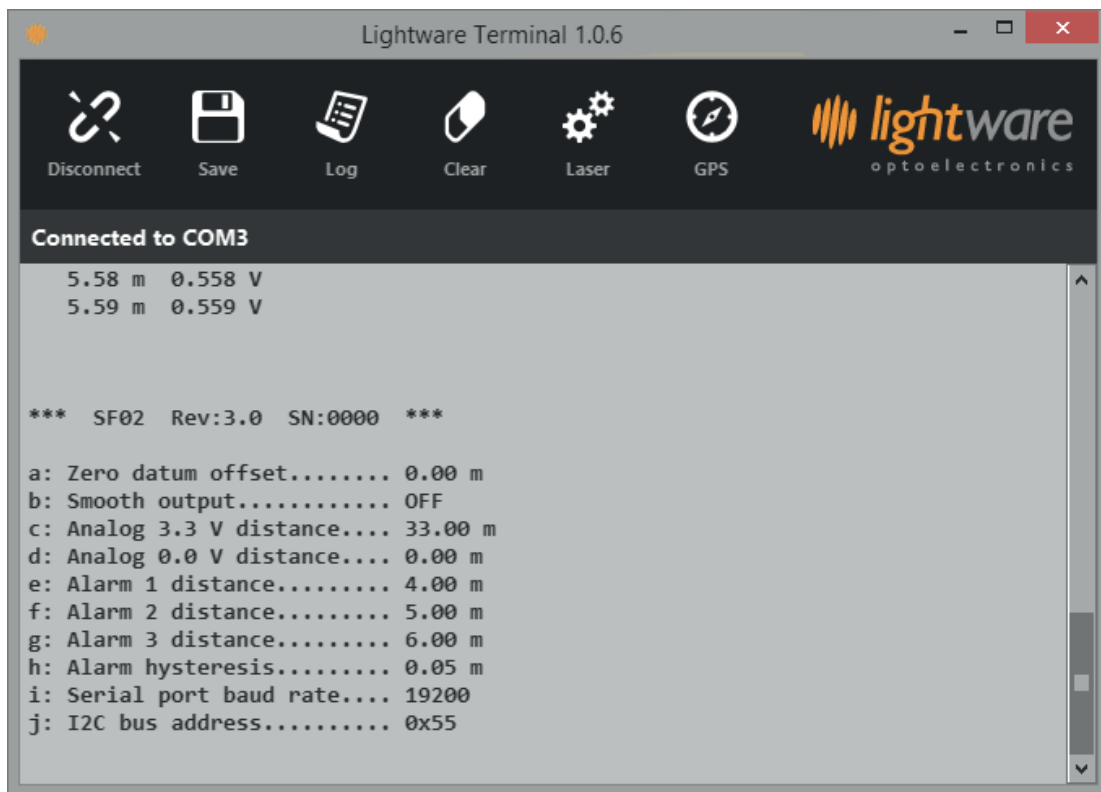 Lightware Terminal 1.0.6
Disconnect Save Log Clear Laser GPS
lightware
optoelectronics
Connected to COM3
5.58 m  0.558 V
5.59 m  0.559 V
***  SF02  Rev:3.0  SN:0000  ***
a: Zero datum offset........ 0.00 m
b: Smooth output............ OFF
c: Analog 3.3 V distance.... 33.00 m
d: Analog 0.0 V distance.... 0.00 m
e: Alarm 1 distance......... 4.00 m
f: Alarm 2 distance......... 5.00 m
g: Alarm 3 distance......... 6.00 m
h: Alarm hysteresis......... 0.05 m
i: Serial port baud rate.... 19200
j: I2C bus address.......... 0x55